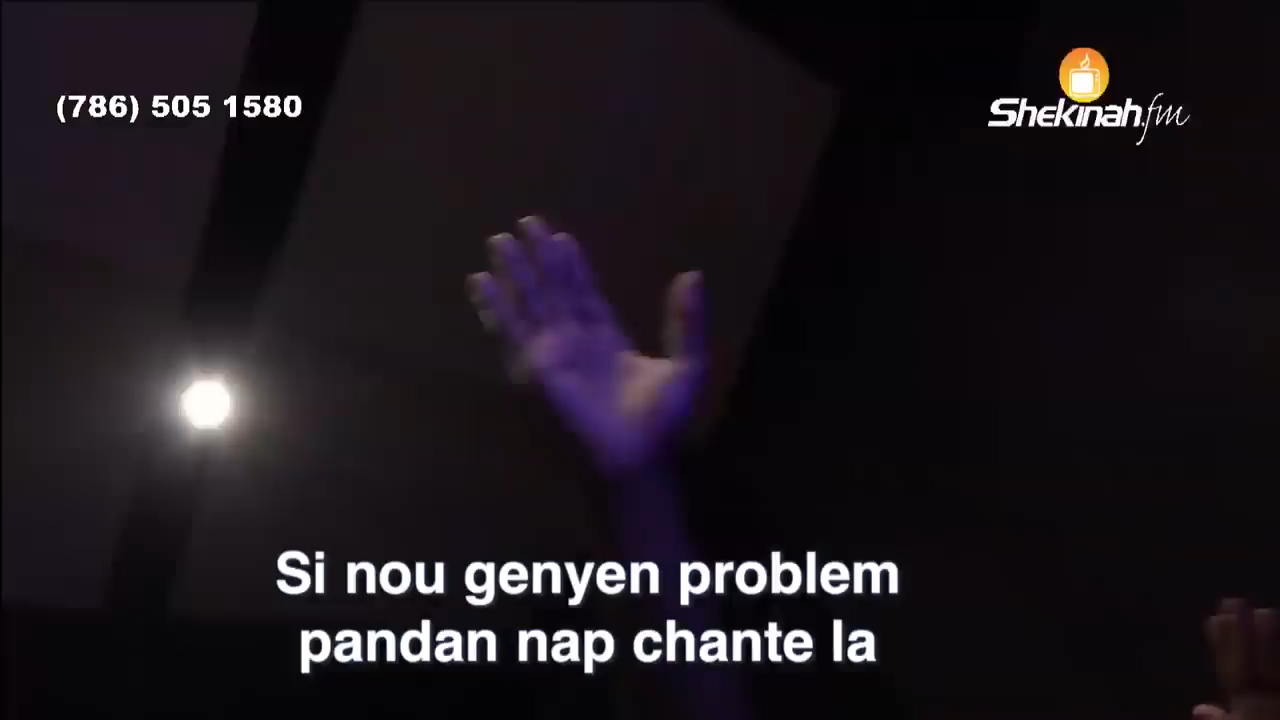 (786) 505 1580
Shekinah.fm
Si nou genyen problem
pandan nap chante la